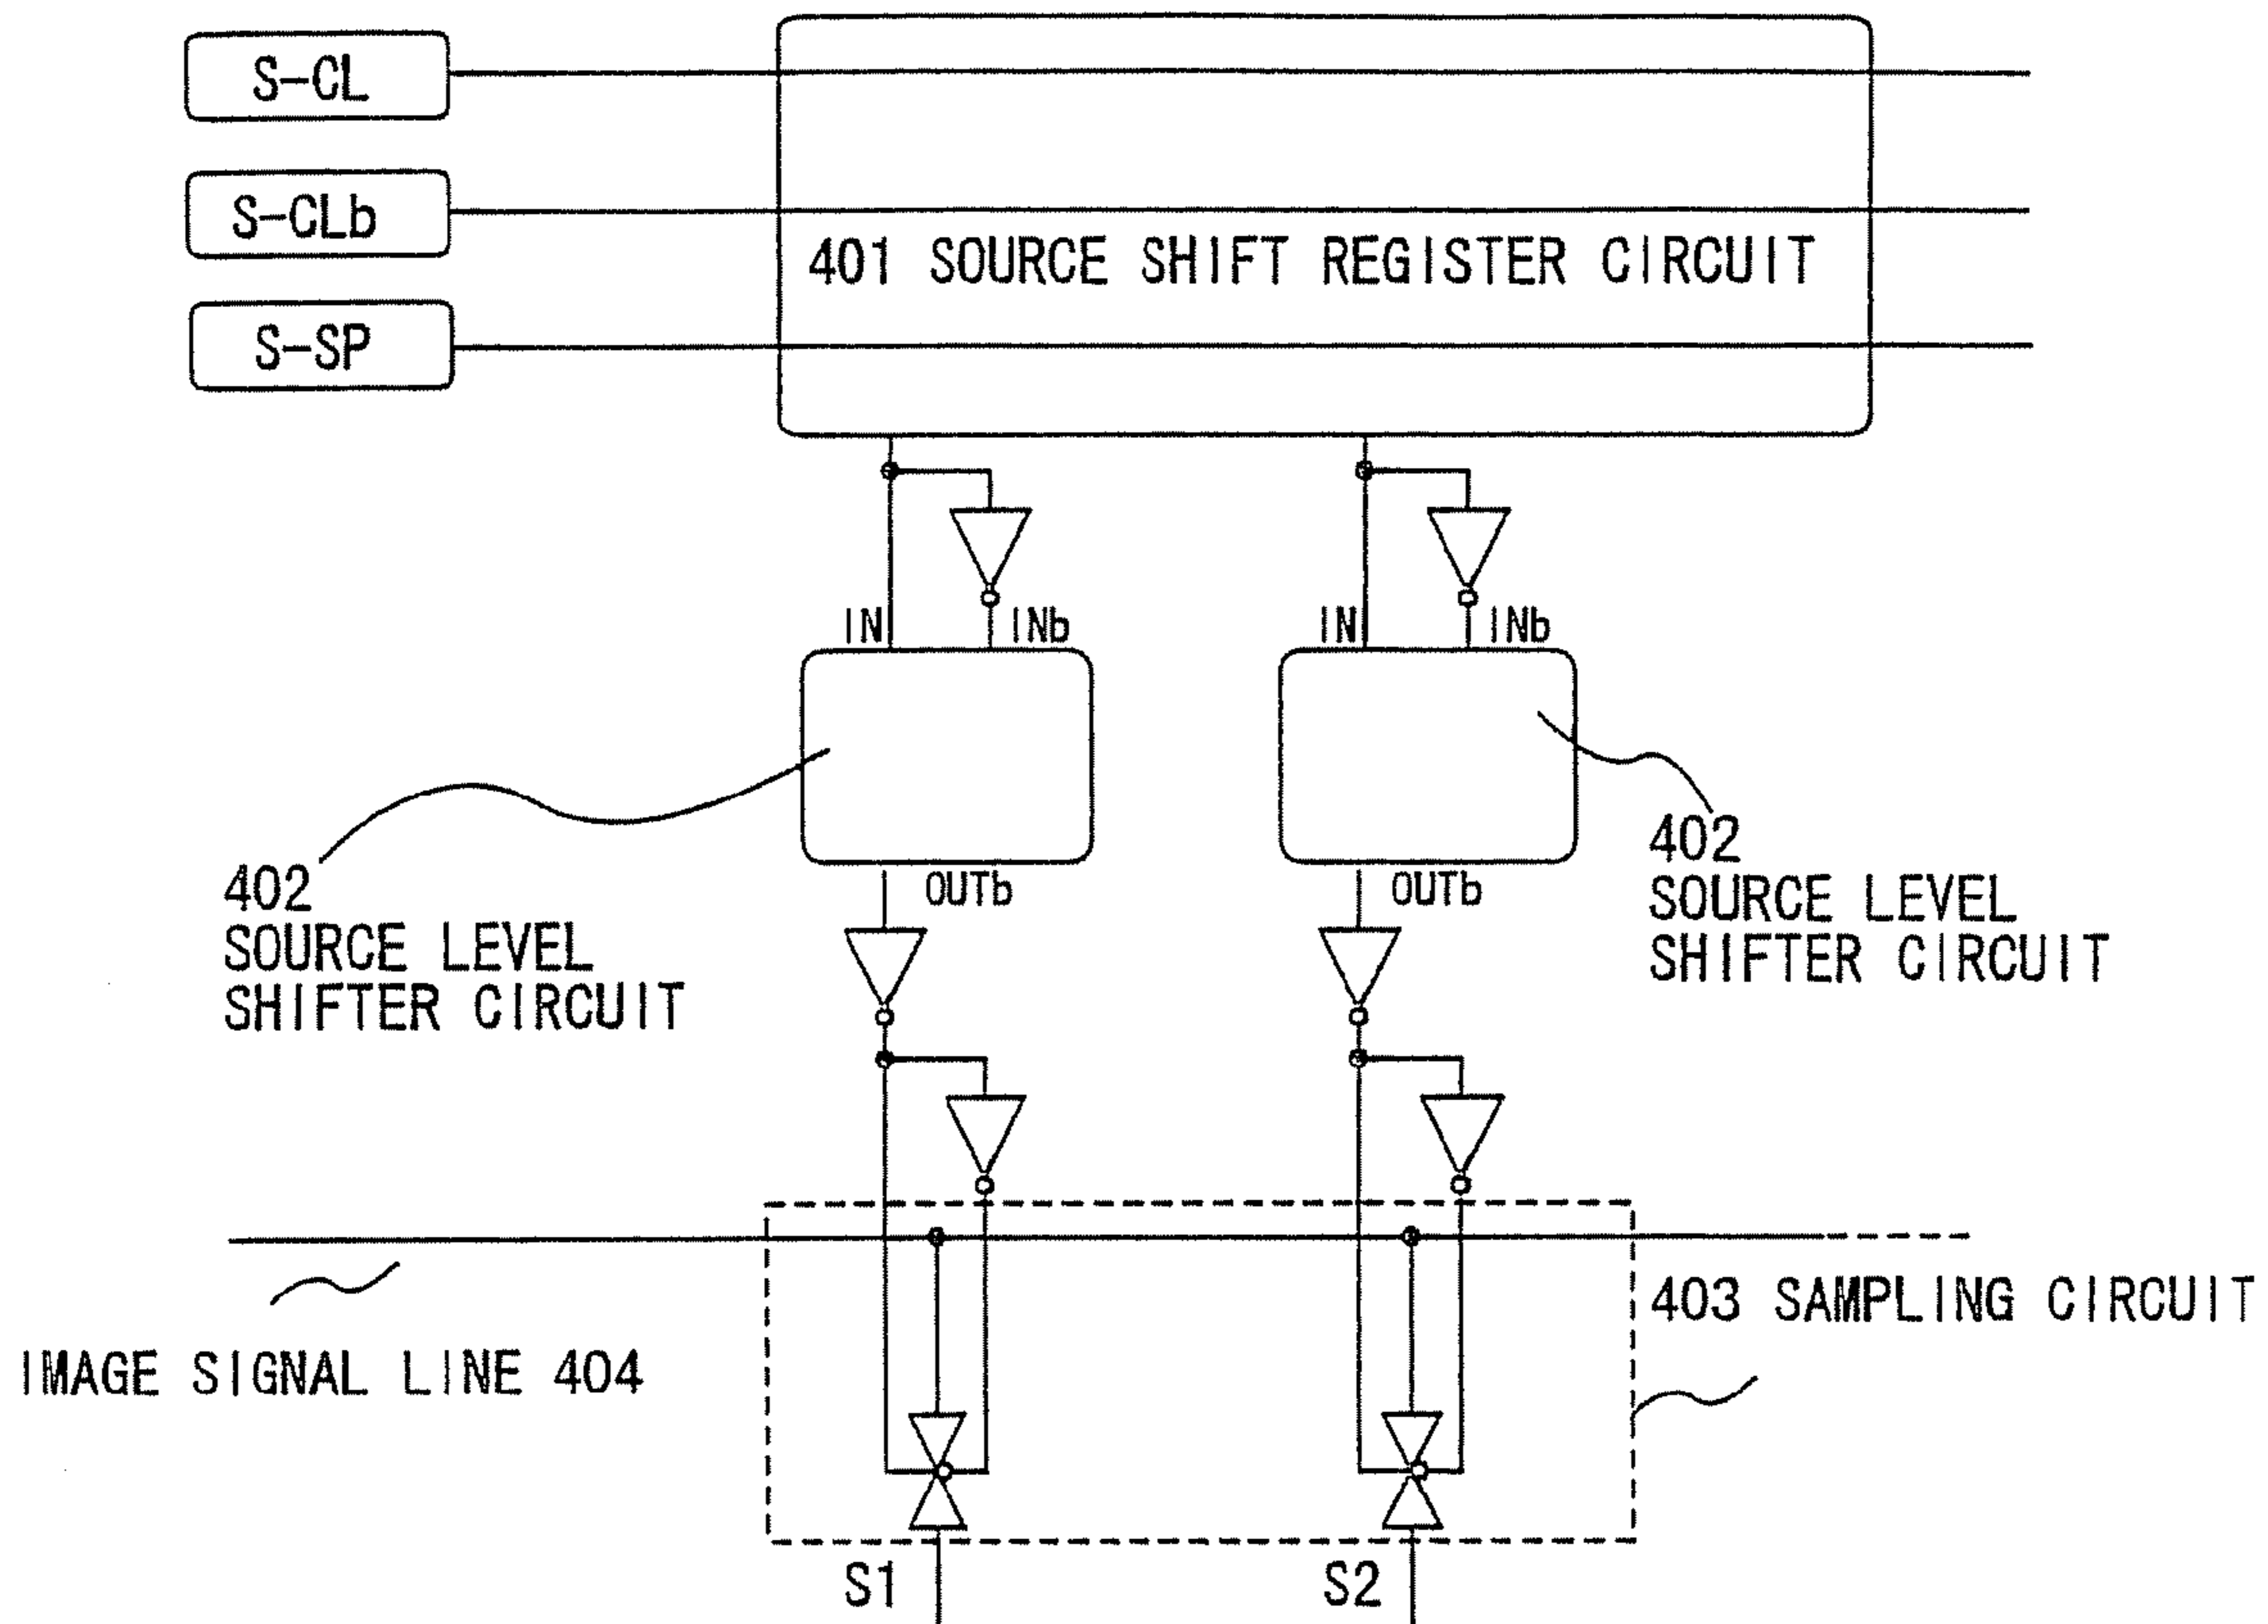 S-CL
S-CLb
401 SOURCE SHIFT REGISTER CIRCUIT
S-SP
IN
INb
IN
INb
402
SOURCE LEVEL
SHIFTER CIRCUIT
OUTb
OUTb
402
SOURCE LEVEL
SHIFTER CIRCUIT
403 SAMPLING CIRCUIT
IMAGE SIGNAL LINE 404
S1
S2